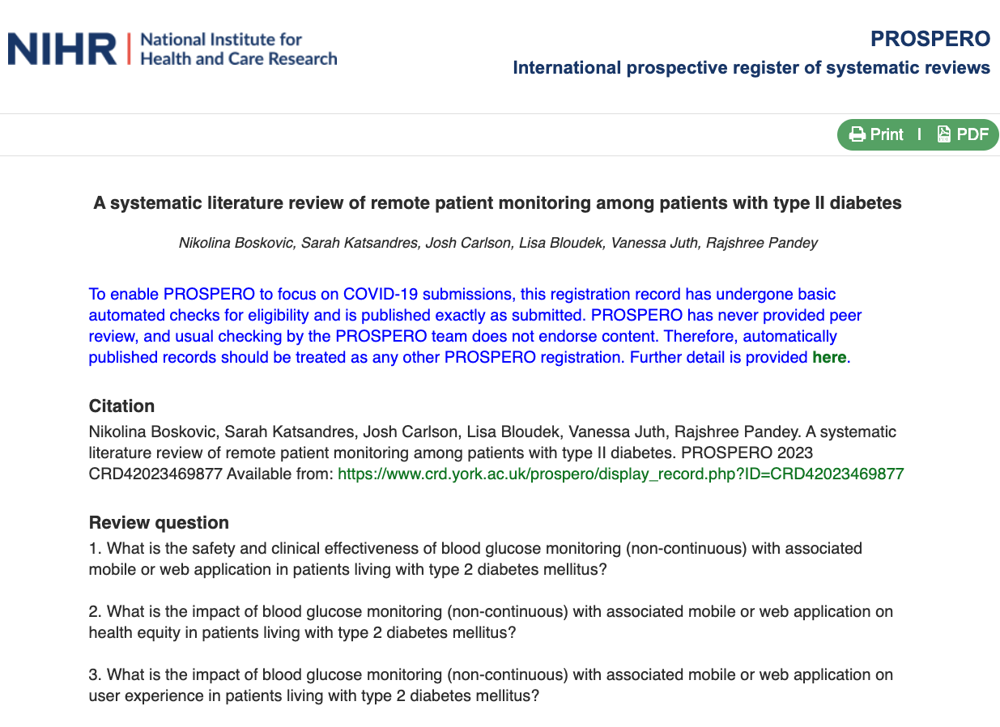 NIHR | National Institute for
Health and Care Research
PROSPERO
International prospective register of systematic reviews
Print | PDF
A systematic literature review of remote patient monitoring among patients with type II diabetes
Nikolina Boskovic, Sarah Katsandres, Josh Carlson, Lisa Bloudek, Vanessa Juth, Rajshree Pandey
To enable PROSPERO to focus on COVID-19 submissions, this registration record has undergone basic
automated checks for eligibility and is published exactly as submitted. PROSPERO has never provided peer
review, and usual checking by the PROSPERO team does not endorse content. Therefore, automatically
published records should be treated as any other PROSPERO registration. Further detail is provided here.
Citation
Nikolina Boskovic, Sarah Katsandres, Josh Carlson, Lisa Bloudek, Vanessa Juth, Rajshree Pandey. A systematic
literature review of remote patient monitoring among patients with type II diabetes. PROSPERO 2023
CRD42023469877 Available from: https://www.crd.york.ac.uk/prospero/display_record.php?ID=CRD42023469877
Review question
1. What is the safety and clinical effectiveness of blood glucose monitoring (non-continuous) with associated
mobile or web application in patients living with type 2 diabetes mellitus?
2. What is the impact of blood glucose monitoring (non-continuous) with associated mobile or web application on
health equity in patients living with type 2 diabetes mellitus?
3. What is the impact of blood glucose monitoring (non-continuous) with associated mobile or web application on
user experience in patients living with type 2 diabetes mellitus?